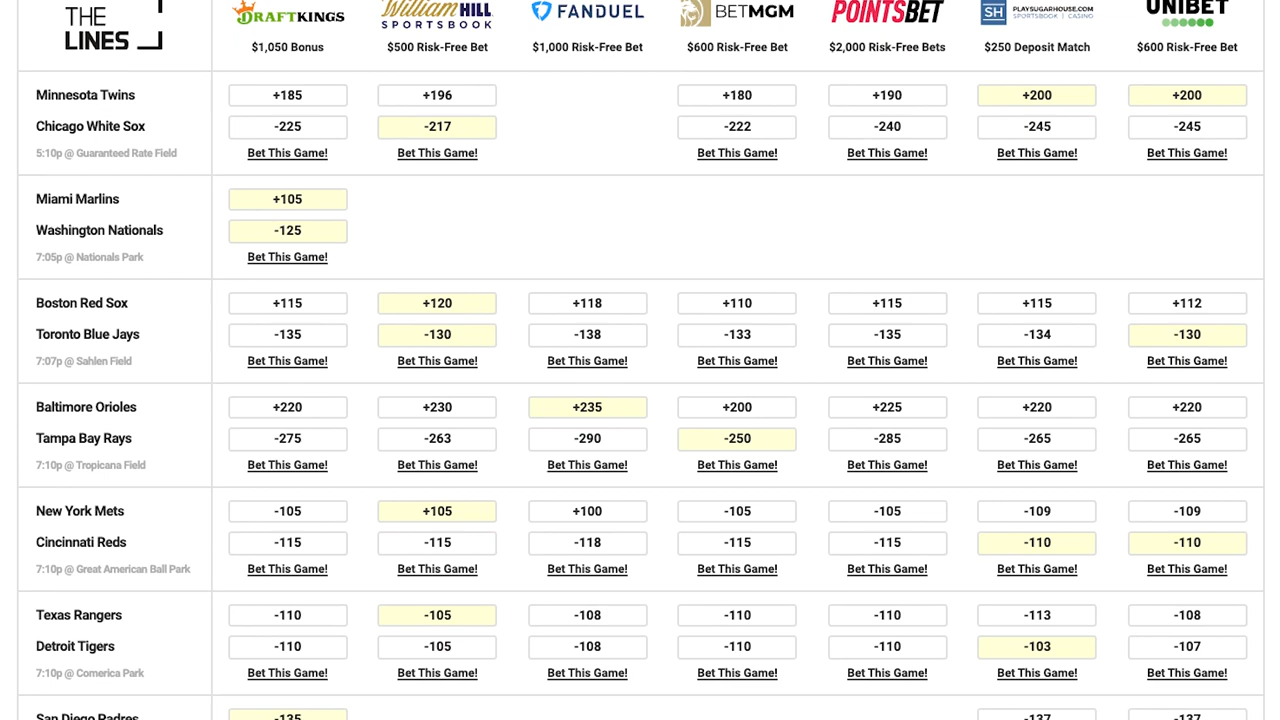 THE
LINES
DRAFTKINGS
William HILL
SPORTSBOOK
FANDUEL
BETMGM
POINTSBET
SH PLAYSUGARHOUSE.COM
SPORTSBOOK | CASINO
UNIBET
$1,050 Bonus $500 Risk-Free Bet $1,000 Risk-Free Bet $600 Risk-Free Bet $2,000 Risk-Free Bets $250 Deposit Match $600 Risk-Free Bet
Minnesota Twins +185 +196 +180 +190 +200 +200
Chicago White Sox -225 -217 -222 -240 -245 -245
5:10p @ Guaranteed Rate Field Bet This Game! Bet This Game! Bet This Game! Bet This Game! Bet This Game! Bet This Game!
Miami Marlins +105
Washington Nationals -125
7:05p @ Nationals Park Bet This Game!
Boston Red Sox +115 +120 +118 +110 +115 +115 +112
Toronto Blue Jays -135 -130 -138 -133 -135 -134 -130
7:07p @ Sahlen Field Bet This Game! Bet This Game! Bet This Game! Bet This Game! Bet This Game! Bet This Game! Bet This Game!
Baltimore Orioles +220 +230 +235 +200 +225 +220 +220
Tampa Bay Rays -275 -263 -290 -250 -285 -265 -265
7:10p @ Tropicana Field Bet This Game! Bet This Game! Bet This Game! Bet This Game! Bet This Game! Bet This Game! Bet This Game!
New York Mets -105 +105 +100 -105 -105 -109 -109
Cincinnati Reds -115 -115 -118 -115 -115 -110 -110
7:10p @ Great American Ball Park Bet This Game! Bet This Game! Bet This Game! Bet This Game! Bet This Game! Bet This Game! Bet This Game!
Texas Rangers -110 -105 -108 -110 -110 -113 -108
Detroit Tigers -110 -105 -108 -110 -110 -103 -107
7:10p @ Comerica Park Bet This Game! Bet This Game! Bet This Game! Bet This Game! Bet This Game! Bet This Game! Bet This Game!
San Diego Padres -135 -137 -137